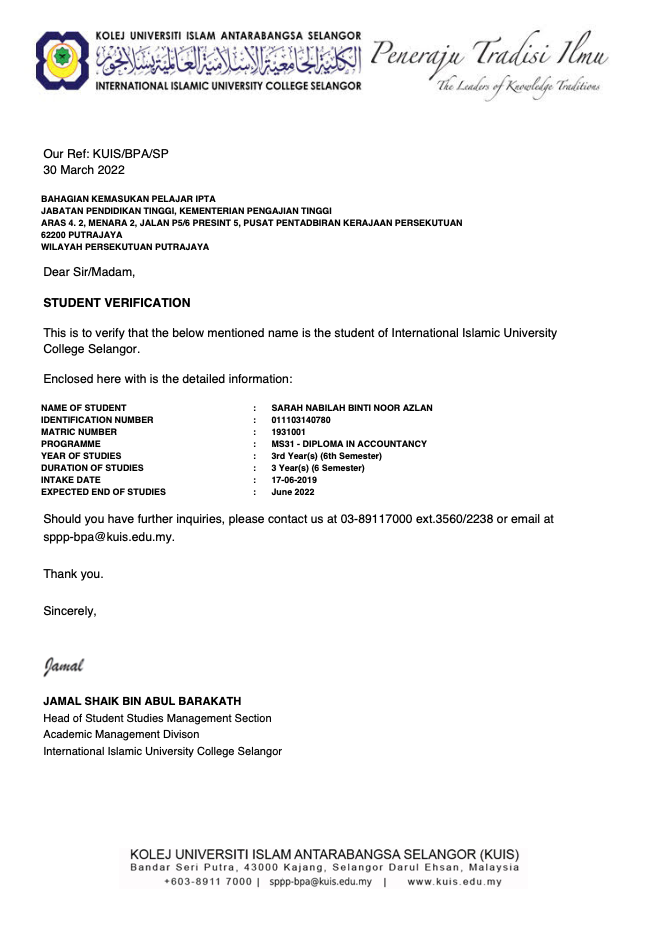 KOLEJ UNIVERSITI ISLAM ANTARABANGSA SELANGOR
الكلية الجامعية الإسلامية العالمية بسلانجور
INTERNATIONAL ISLAMIC UNIVERSITY COLLEGE SELANGOR
Peneraju Tradisi Ilmu
The Leaders of Knowledge Traditions
Our Ref: KUIS/BPA/SP
30 March 2022
BAHAGIAN KEMASUKAN PELAJAR IPTA
JABATAN PENDIDIKAN TINGGI, KEMENTERIAN PENGAJIAN TINGGI
ARAS 4. 2, MENARA 2, JALAN P5/6 PRESINT 5, PUSAT PENTADBIRAN KERAJAAN PERSEKUTUAN
62200 PUTRAJAYA
WILAYAH PERSEKUTUAN PUTRAJAYA
Dear Sir/Madam,
STUDENT VERIFICATION
This is to verify that the below mentioned name is the student of International Islamic University
College Selangor.
Enclosed here with is the detailed information:
NAME OF STUDENT : SARAH NABILAH BINTI NOOR AZLAN
IDENTIFICATION NUMBER : 011103140780
MATRIC NUMBER : 1931001
PROGRAMME : MS31 - DIPLOMA IN ACCOUNTANCY
YEAR OF STUDIES : 3rd Year(s) (6th Semester)
DURATION OF STUDIES : 3 Year(s) (6 Semester)
INTAKE DATE : 17-06-2019
EXPECTED END OF STUDIES : June 2022
Should you have further inquiries, please contact us at 03-89117000 ext.3560/2238 or email at
sppp-bpa@kuis.edu.my.
Thank you.
Sincerely,
Jamal
JAMAL SHAIK BIN ABUL BARAKATH
Head of Student Studies Management Section
Academic Management Divison
International Islamic University College Selangor
KOLEJ UNIVERSITI ISLAM ANTARABANGSA SELANGOR (KUIS)
Bandar Seri Putra, 43000 Kajang, Selangor Darul Ehsan, Malaysia
+603-8911 7000 | sppp-bpa@kuis.edu.my | www.kuis.edu.my